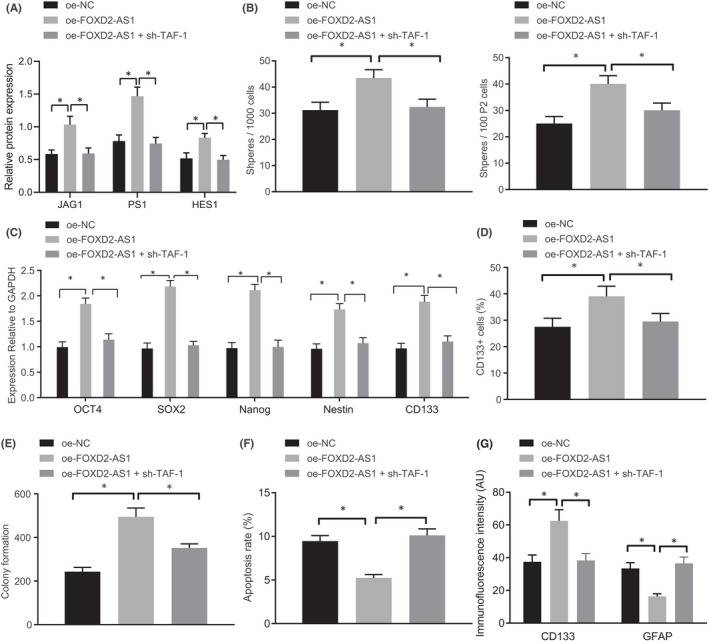 (A)
oe-NC
oe-FOXD2-AS1
oe-FOXD2-AS1 + sh-TAF-1
Relative protein expression
2.0
1.5
1.0
0.5
0.0
* * * * * *
JAG1 PS1 HES1
(B)
oe-NC
oe-FOXD2-AS1
oe-FOXD2-AS1 + sh-TAF-1
Shperes / 1000 cells
60
50
40
30
20
10
0
* *
Shperes / 100 P2 cells
50
40
30
20
10
0
* *
(C)
oe-NC
oe-FOXD2-AS1
oe-FOXD2-AS1 + sh-TAF-1
Expression Relative to GAPDH
2.5
2.0
1.5
1.0
0.5
0.0
* * * * * * * * * *
OCT4 SOX2 Nanog Nestin CD133
(D)
oe-NC
oe-FOXD2-AS1
oe-FOXD2-AS1 + sh-TAF-1
CD133+ cells (%)
50
40
30
20
10
0
* *
(E)
oe-NC
oe-FOXD2-AS1
oe-FOXD2-AS1 + sh-TAF-1
Colony formation
600
400
200
0
* *
(F)
oe-NC
oe-FOXD2-AS1
oe-FOXD2-AS1 + sh-TAF-1
Apoptosis rate (%)
15
10
5
0
* *
(G)
oe-NC
oe-FOXD2-AS1
oe-FOXD2-AS1 + sh-TAF-1
Immunofluorescence intensity (AU)
80
60
40
20
0
* * * *
CD133 GFAP